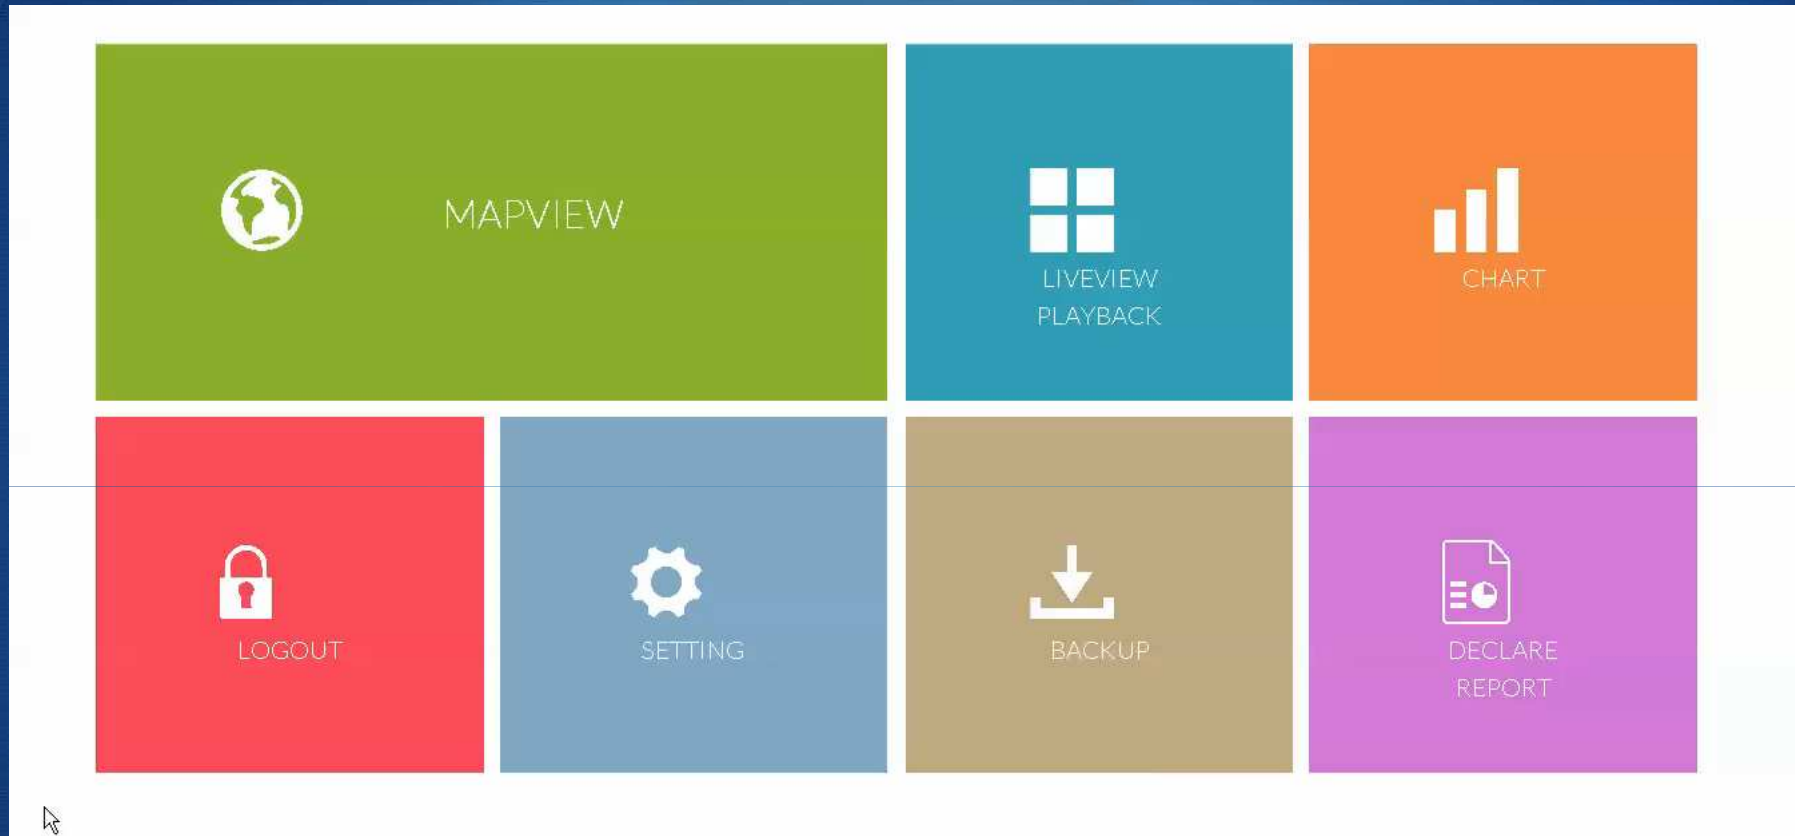 MAPVIEW
LIVEVIEW
PLAYBACK
CHART
LOGOUT
SETTING
BACKUP
DECLARE
REPORT